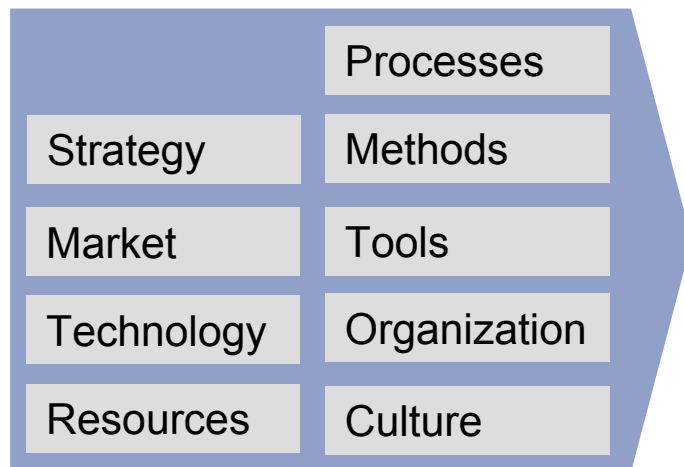 Processes
Strategy
Methods
Market
Tools
Technology
Organization
Resources
Culture